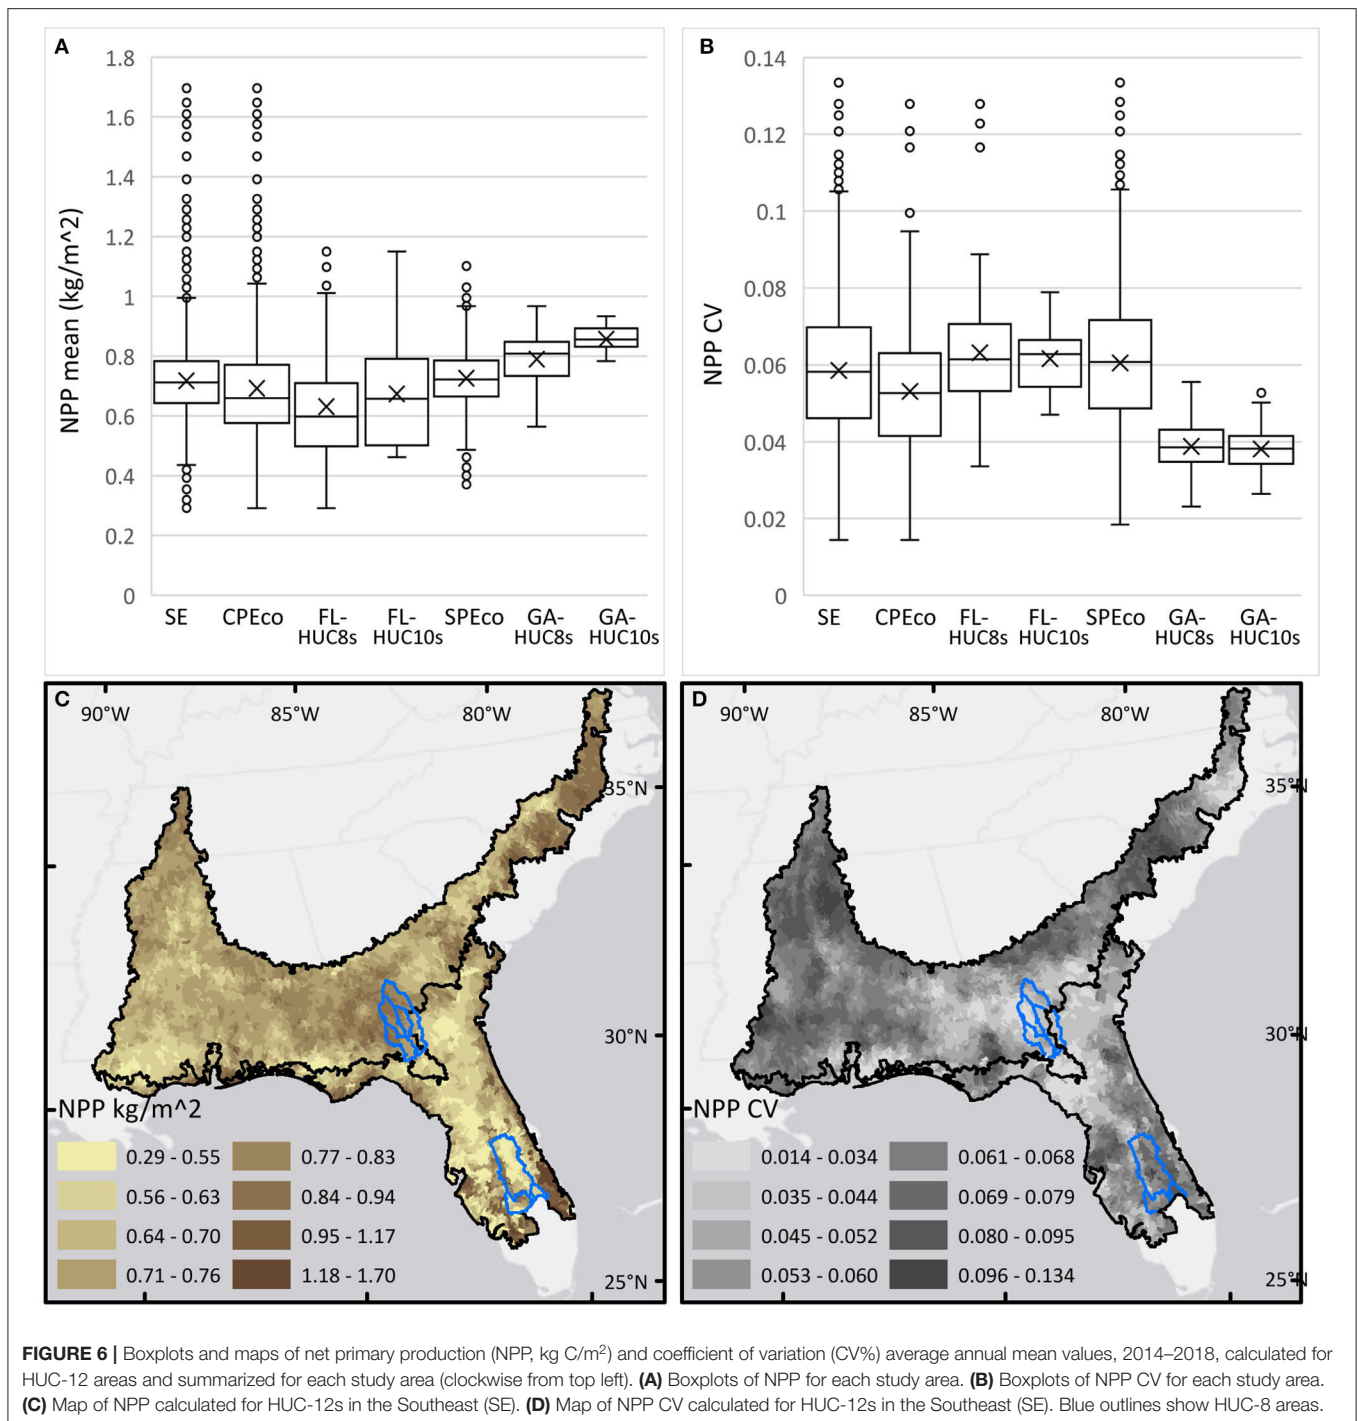 A
1.8
1.6
1.4
1.2
1
0.8
0.6
0.4
0.2
0
NPP mean (kg/m^2)
SE CPEco FL-HUC8s FL-HUC10s SPEco GA-HUC8s GA-HUC10s
B
0.14
0.12
0.1
0.08
0.06
0.04
0.02
0
NPP CV
SE CPEco FL-HUC8s FL-HUC10s SPEco GA-HUC8s GA-HUC10s
C
90°W 85°W 80°W
35°N
30°N
25°N
NPP kg/m^2
0.29 - 0.55 0.77 - 0.83
0.56 - 0.63 0.84 - 0.94
0.64 - 0.70 0.95 - 1.17
0.71 - 0.76 1.18 - 1.70
D
90°W 85°W 80°W
35°N
30°N
25°N
NPP CV
0.014 - 0.034 0.061 - 0.068
0.035 - 0.044 0.069 - 0.079
0.045 - 0.052 0.080 - 0.095
0.053 - 0.060 0.096 - 0.134
FIGURE 6 | Boxplots and maps of net primary production (NPP, kg C/m²) and coefficient of variation (CV%) average annual mean values, 2014–2018, calculated for
HUC-12 areas and summarized for each study area (clockwise from top left). (A) Boxplots of NPP for each study area. (B) Boxplots of NPP CV for each study area.
(C) Map of NPP calculated for HUC-12s in the Southeast (SE). (D) Map of NPP CV calculated for HUC-12s in the Southeast (SE). Blue outlines show HUC-8 areas.